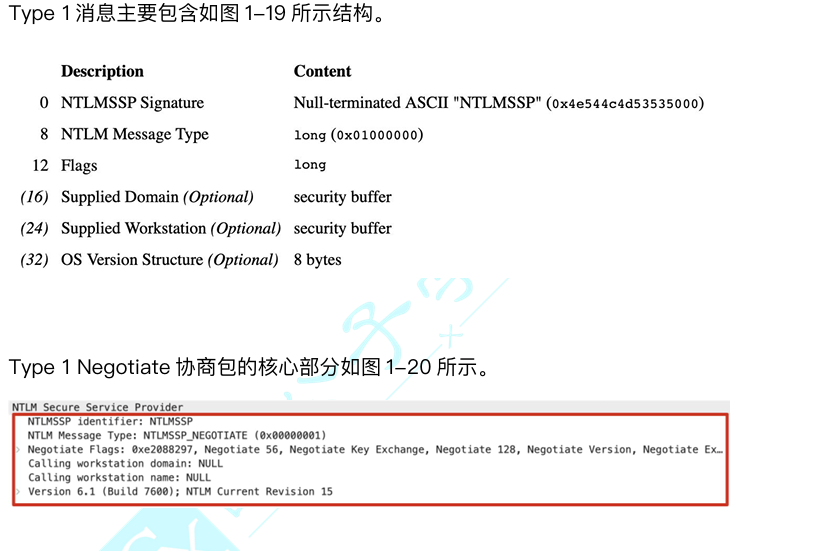 Type 1 消息主要包含如图 1–19 所示结构。
Description Content
0 NTLMSSP Signature Null-terminated ASCII "NTLMSSP" (0x4e544c4d53535000)
8 NTLM Message Type long (0x01000000)
12 Flags long
(16) Supplied Domain (Optional) security buffer
(24) Supplied Workstation (Optional) security buffer
(32) OS Version Structure (Optional) 8 bytes
Type 1 Negotiate 协商包的核心部分如图 1–20 所示。
NTLM Secure Service Provider
NTLMSSP identifier: NTLMSSP
NTLM Message Type: NTLMSSP_NEGOTIATE (0x00000001)
Negotiate Flags: 0xe2088297, Negotiate 56, Negotiate Key Exchange, Negotiate 128, Negotiate Version, Negotiate Ex…
Calling workstation domain: NULL
Calling workstation name: NULL
Version 6.1 (Build 7600); NTLM Current Revision 15